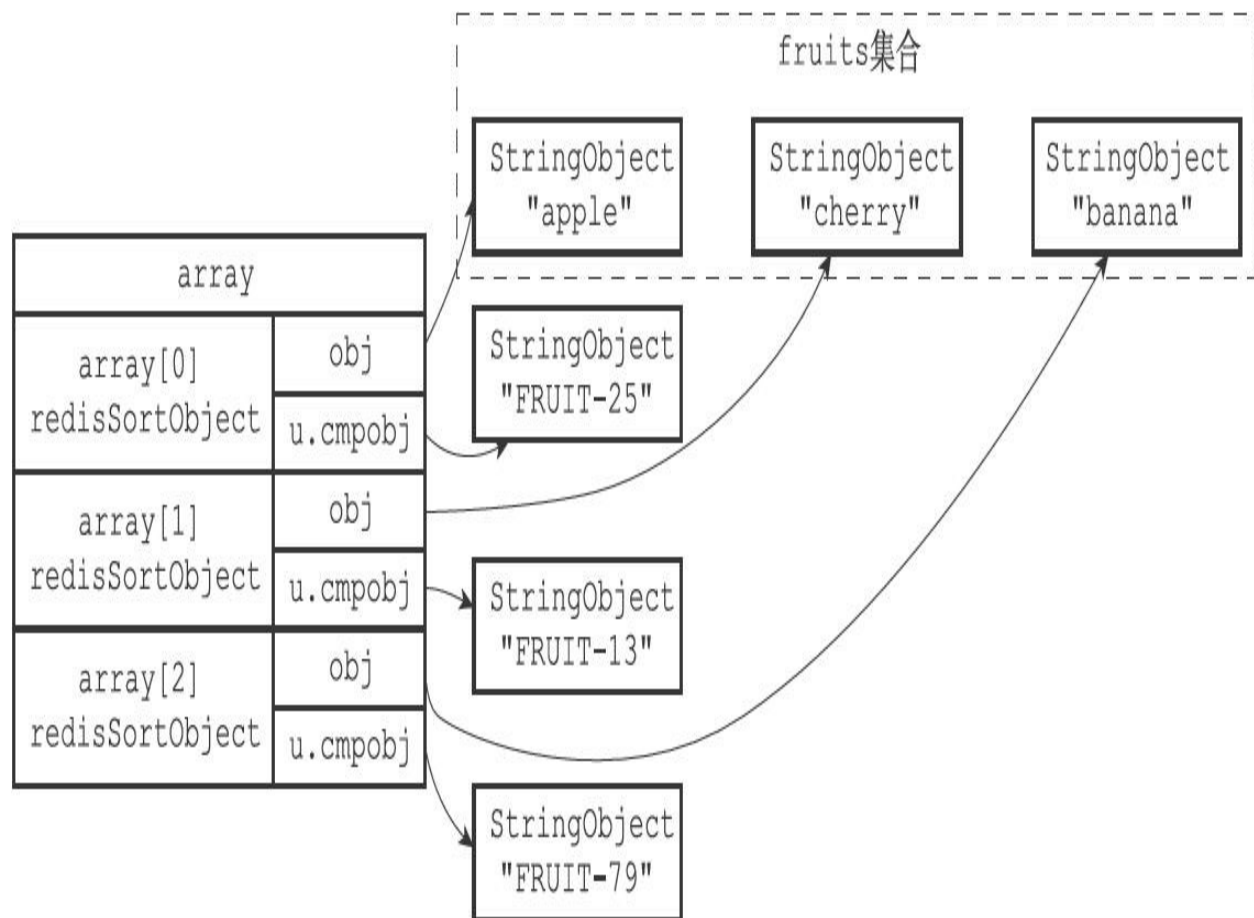 fruits集合
StringObject
"apple"
StringObject
"cherry"
StringObject
"banana"
array
array[0]
redisSortObject
obj
u.cmpobj
StringObject
"FRUIT-25"
array[1]
redisSortObject
obj
u.cmpobj
StringObject
"FRUIT-13"
array[2]
redisSortObject
obj
u.cmpobj
StringObject
"FRUIT-79"